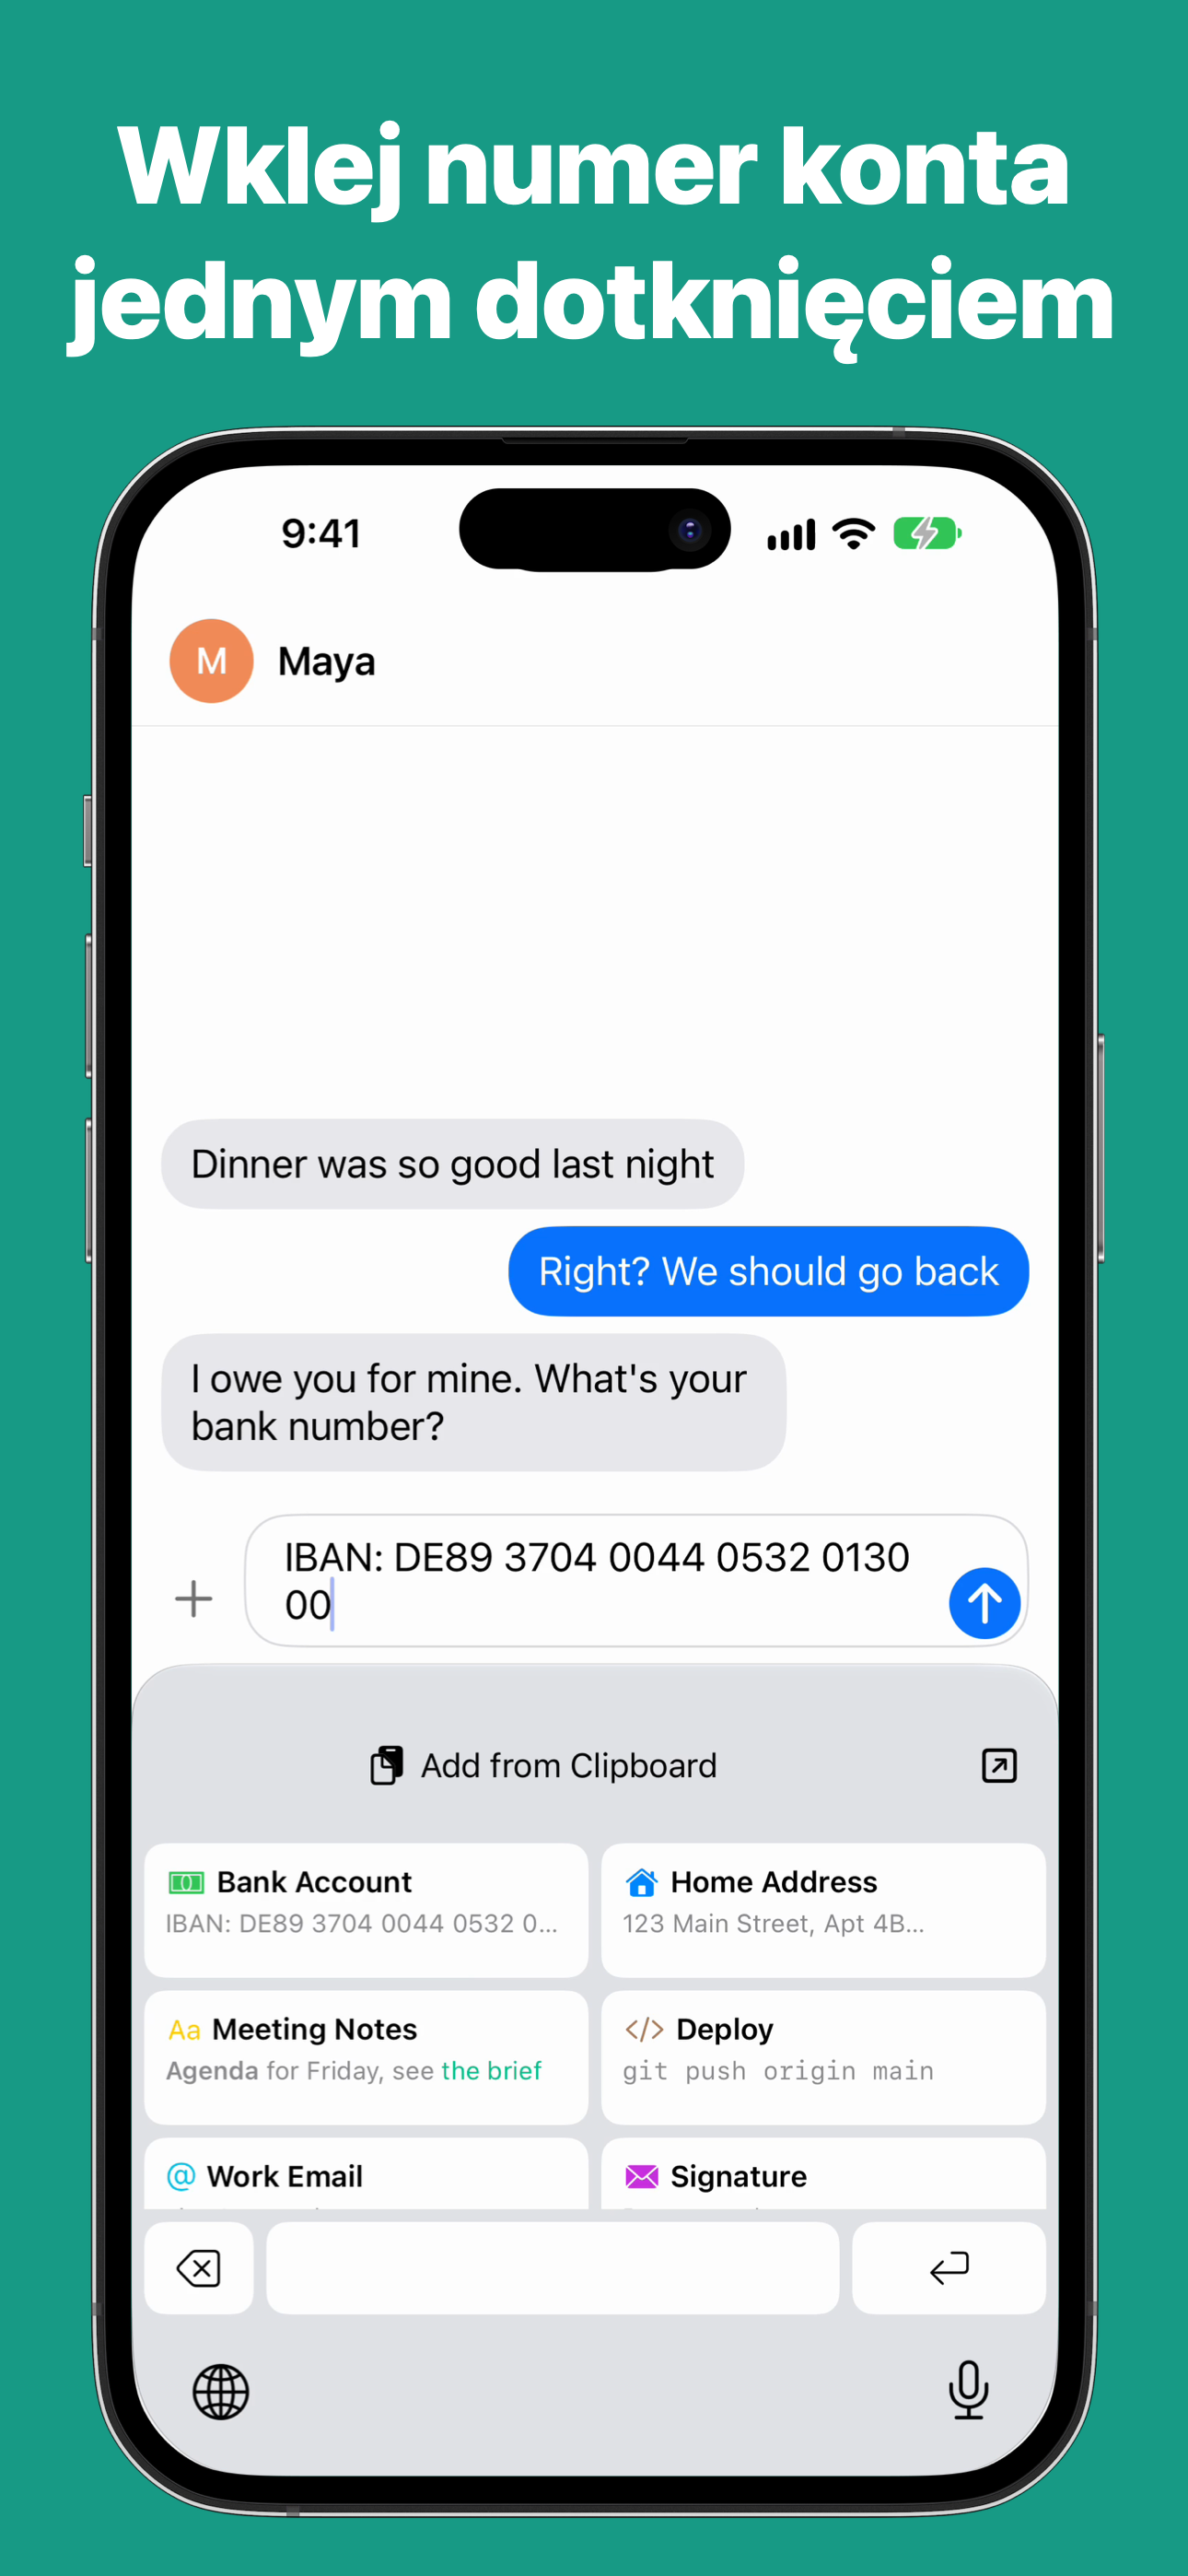 Wklej numer konta
jednym dotknięciem
9:41
M
Maya
Dinner was so good last night
Right? We should go back
I owe you for mine. What's your
bank number?
IBAN: DE89 3704 0044 0532 0130
00
Add from Clipboard
Bank Account
IBAN: DE89 3704 0044 0532 0...
Home Address
123 Main Street, Apt 4B...
Aa Meeting Notes
Agenda for Friday, see the brief
</> Deploy
git push origin main
@ Work Email
Signature